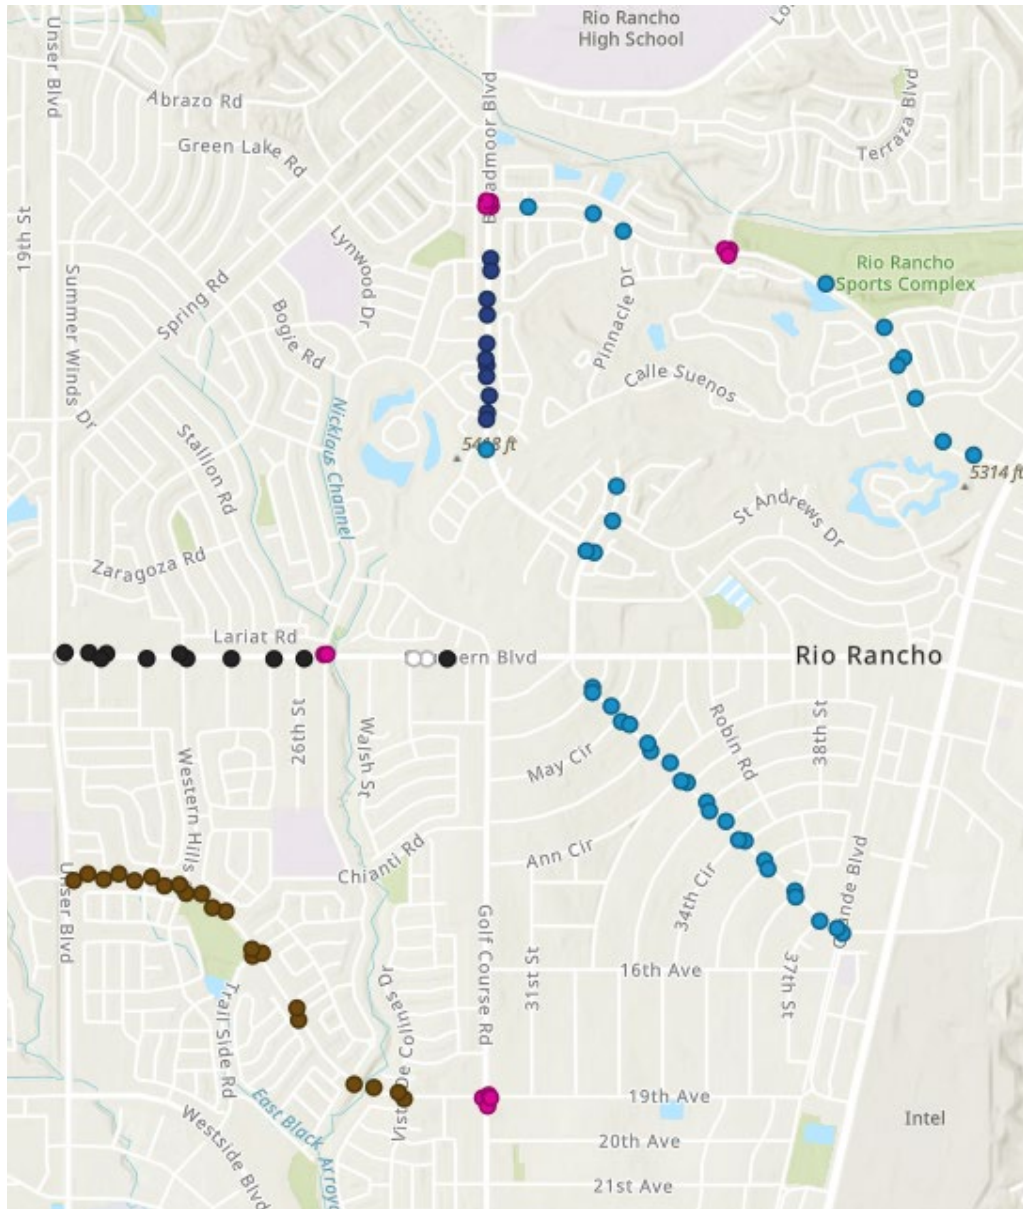 Rio Rancho
High School
Unser Blvd
Abrazo Rd
Green Lake Rd
Terraza Blvd
19th St
Lynwood Dr
Rio Rancho
Sports Complex
Summer Winds Dr
Spring Rd
Bogie Rd
Pinnacle Dr
Calle Suenos
Nicklaus Channel
Stallion Rd
5314 ft
St Andrews Dr
Zaragoza Rd
Lariat Rd
Blvd
Rio Rancho
26th St
Walsh St
Robin Rd
38th St
May Cir
Western Hills
Chianti Rd
Ann Cir
34th Cir
Blvd
Unser Blvd
Golf Course Rd
31st St
16th Ave
37th St
Trail Side Rd
De Collinas Dr
19th Ave
East Black Arroyo
Westside Blvd
Intel
20th Ave
21st Ave